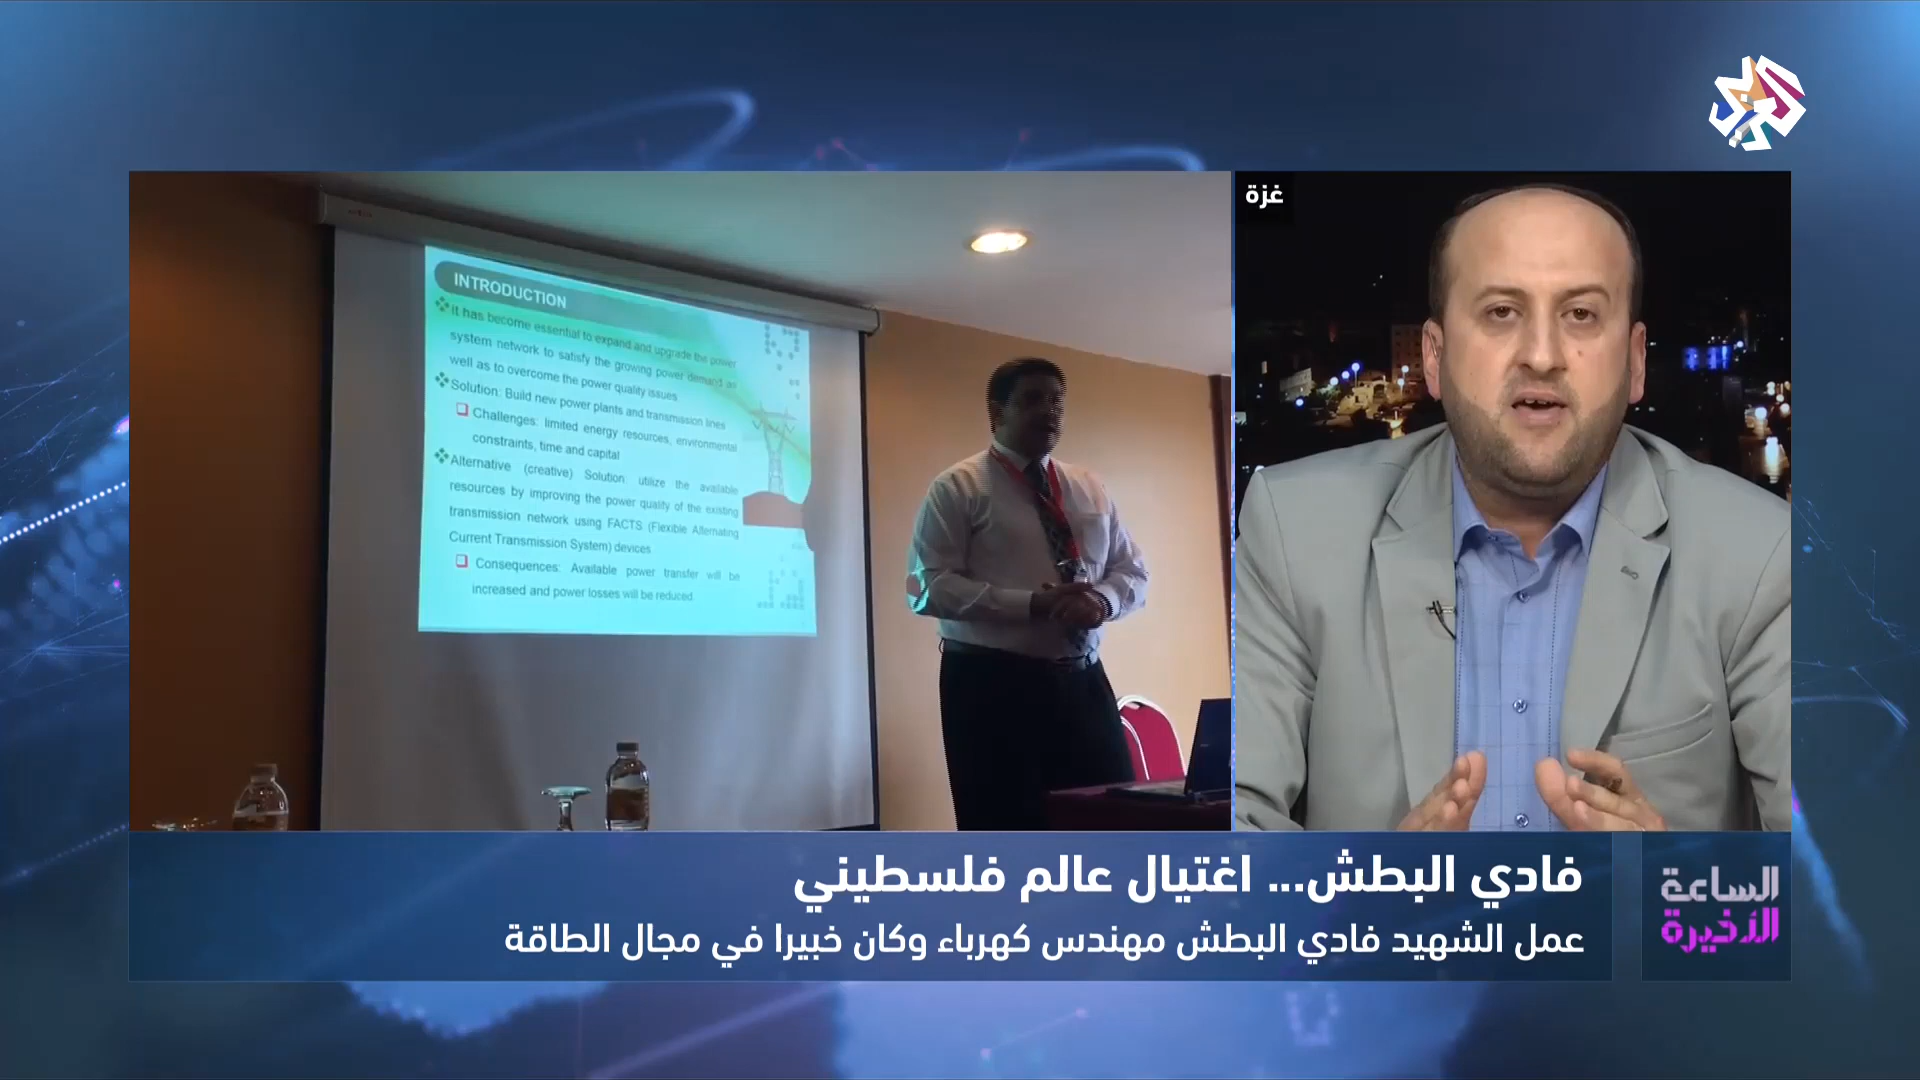 غزة
INTRODUCTION
It has become essential to expand and upgrade the power
system network to satisfy the growing power demand as
well as to overcome the power quality issues
Solution: Build new power plants and transmission lines
Challenges: limited energy resources, environmental
constraints, time and capital
Alternative (creative) Solution: utilize the available
resources by improving the power quality of the existing
transmission network using FACTS (Flexible Alternating
Current Transmission System) devices
Consequences: Available power transfer will be
increased and power losses will be reduced.
فادي البطش... اغتيال عالم فلسطيني
عمل الشهيد فادي البطش مهندس كهرباء وكان خبيرا في مجال الطاقة
الساعة
الأخيرة